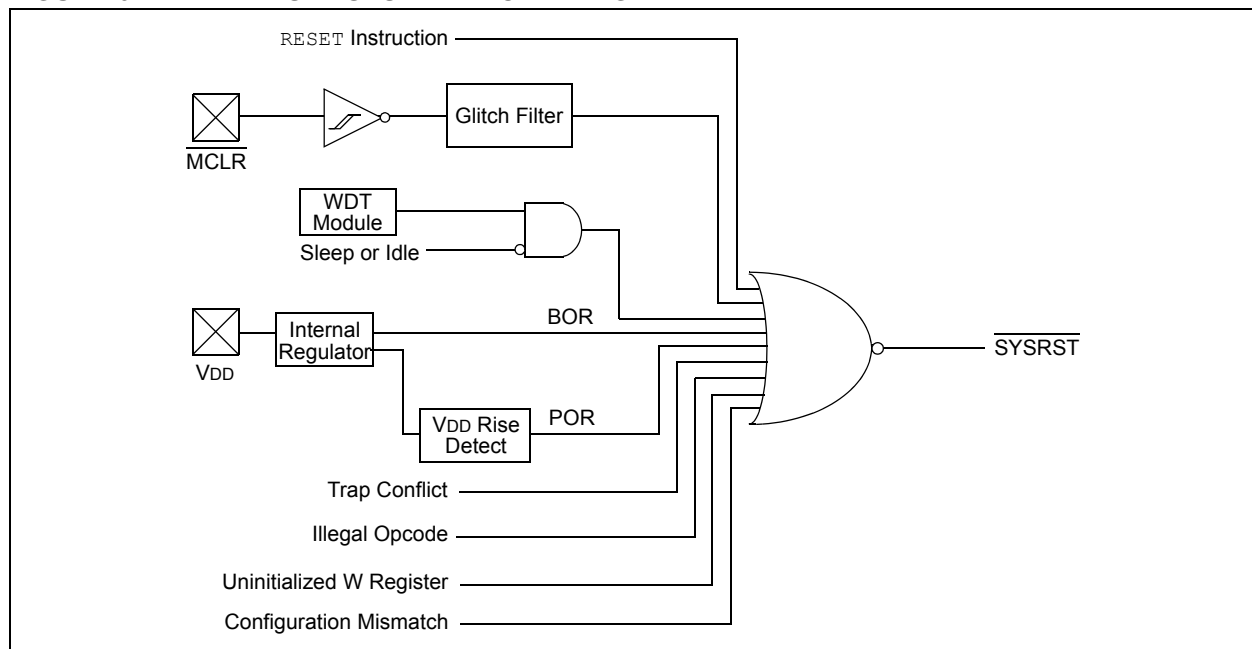 RESET Instruction
Glitch Filter
MCLR
WDT
Module
Sleep or Idle
BOR
Internal
Regulator
VDD
SYSRST
VDD Rise
Detect
POR
Trap Conflict
Illegal Opcode
Uninitialized W Register
Configuration Mismatch